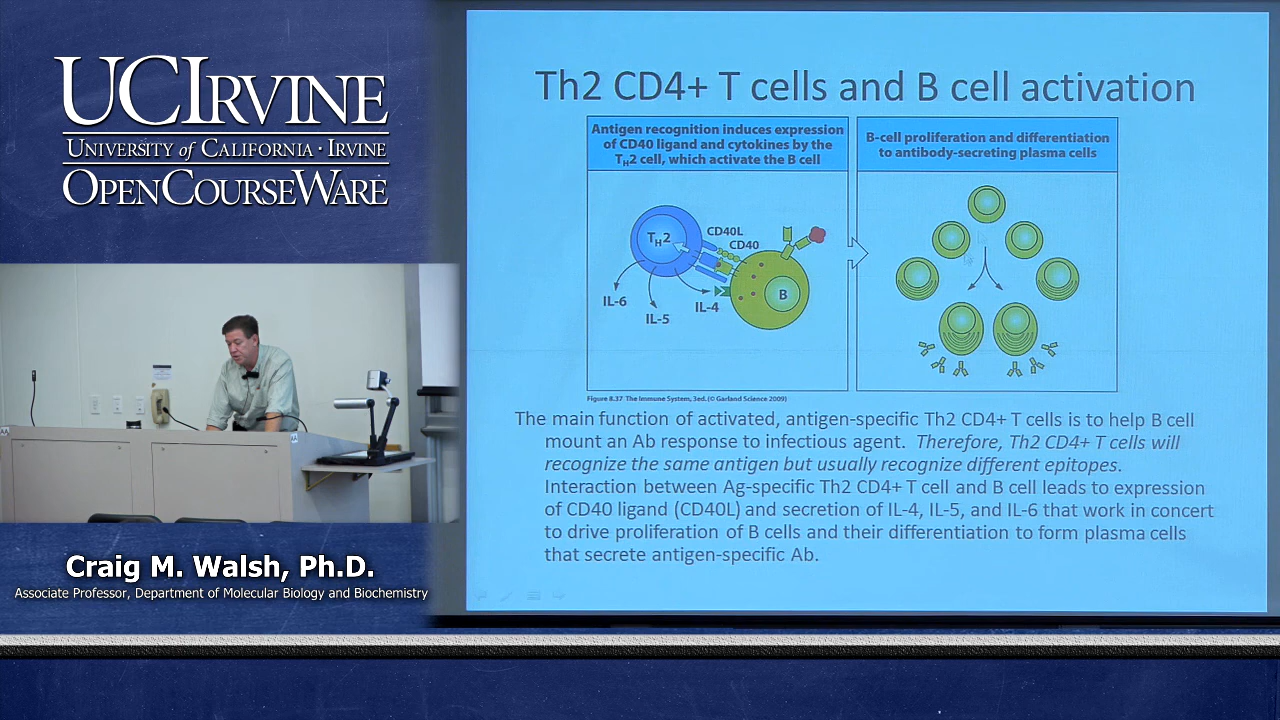 UCIRVINE
UNIVERSITY of CALIFORNIA · IRVINE
OPENCOURSEWARE
Craig M. Walsh, Ph.D.
Associate Professor, Department of Molecular Biology and Biochemistry
Th2 CD4+ T cells and B cell activation
Antigen recognition induces expression
of CD40 ligand and cytokines by the
TH2 cell, which activate the B cell
B-cell proliferation and differentiation
to antibody-secreting plasma cells
TH2
CD40L
CD40
B
IL-6
IL-5
IL-4
Figure 8.37 The Immune System, 3ed. (© Garland Science 2009)
The main function of activated, antigen-specific Th2 CD4+ T cells is to help B cell
mount an Ab response to infectious agent. Therefore, Th2 CD4+ T cells will
recognize the same antigen but usually recognize different epitopes.
Interaction between Ag-specific Th2 CD4+ T cell and B cell leads to expression
of CD40 ligand (CD40L) and secretion of IL-4, IL-5, and IL-6 that work in concert
to drive proliferation of B cells and their differentiation to form plasma cells
that secrete antigen-specific Ab.